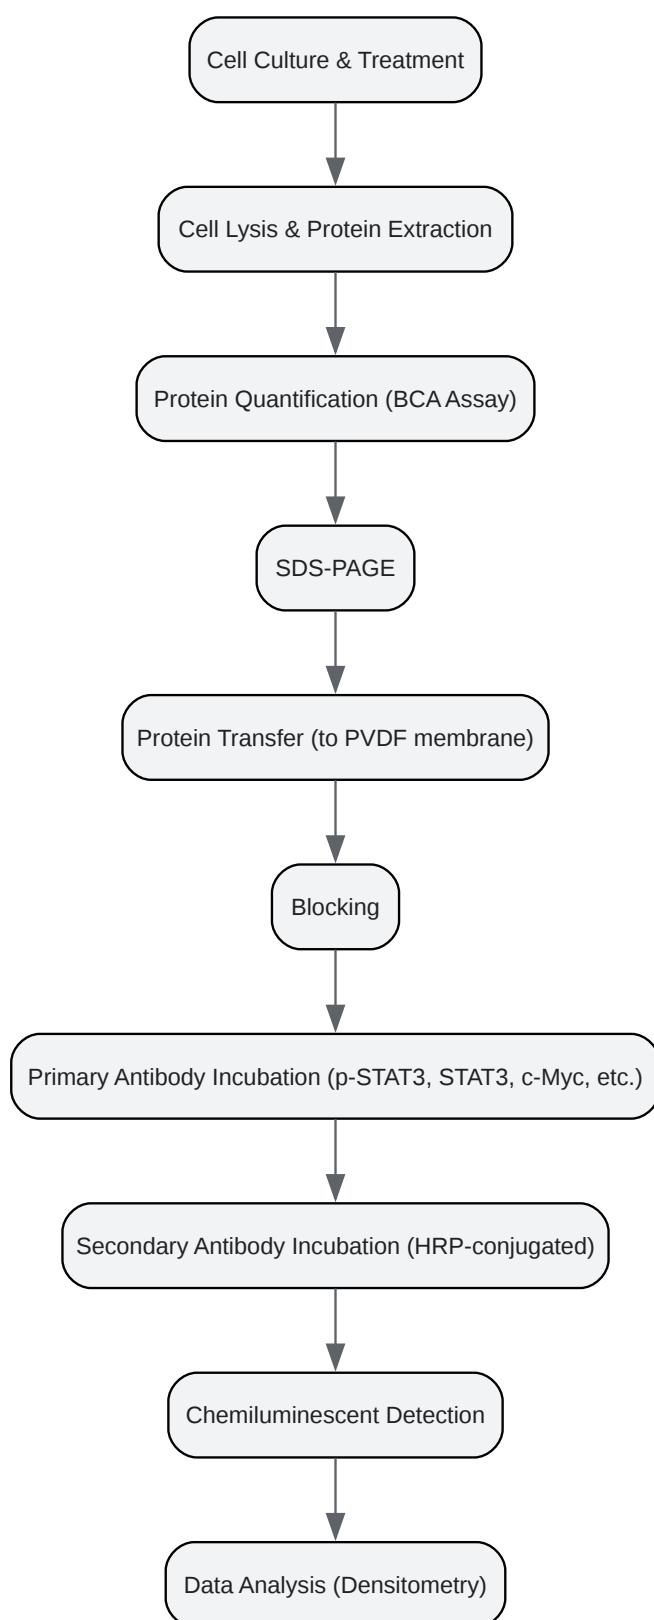 Cell Culture & Treatment
Cell Lysis & Protein Extraction
Protein Quantification (BCA Assay)
SDS-PAGE
Protein Transfer (to PVDF membrane)
Blocking
Primary Antibody Incubation (p-STAT3, STAT3, c-Myc, etc.)
Secondary Antibody Incubation (HRP-conjugated)
Chemiluminescent Detection
Data Analysis (Densitometry)